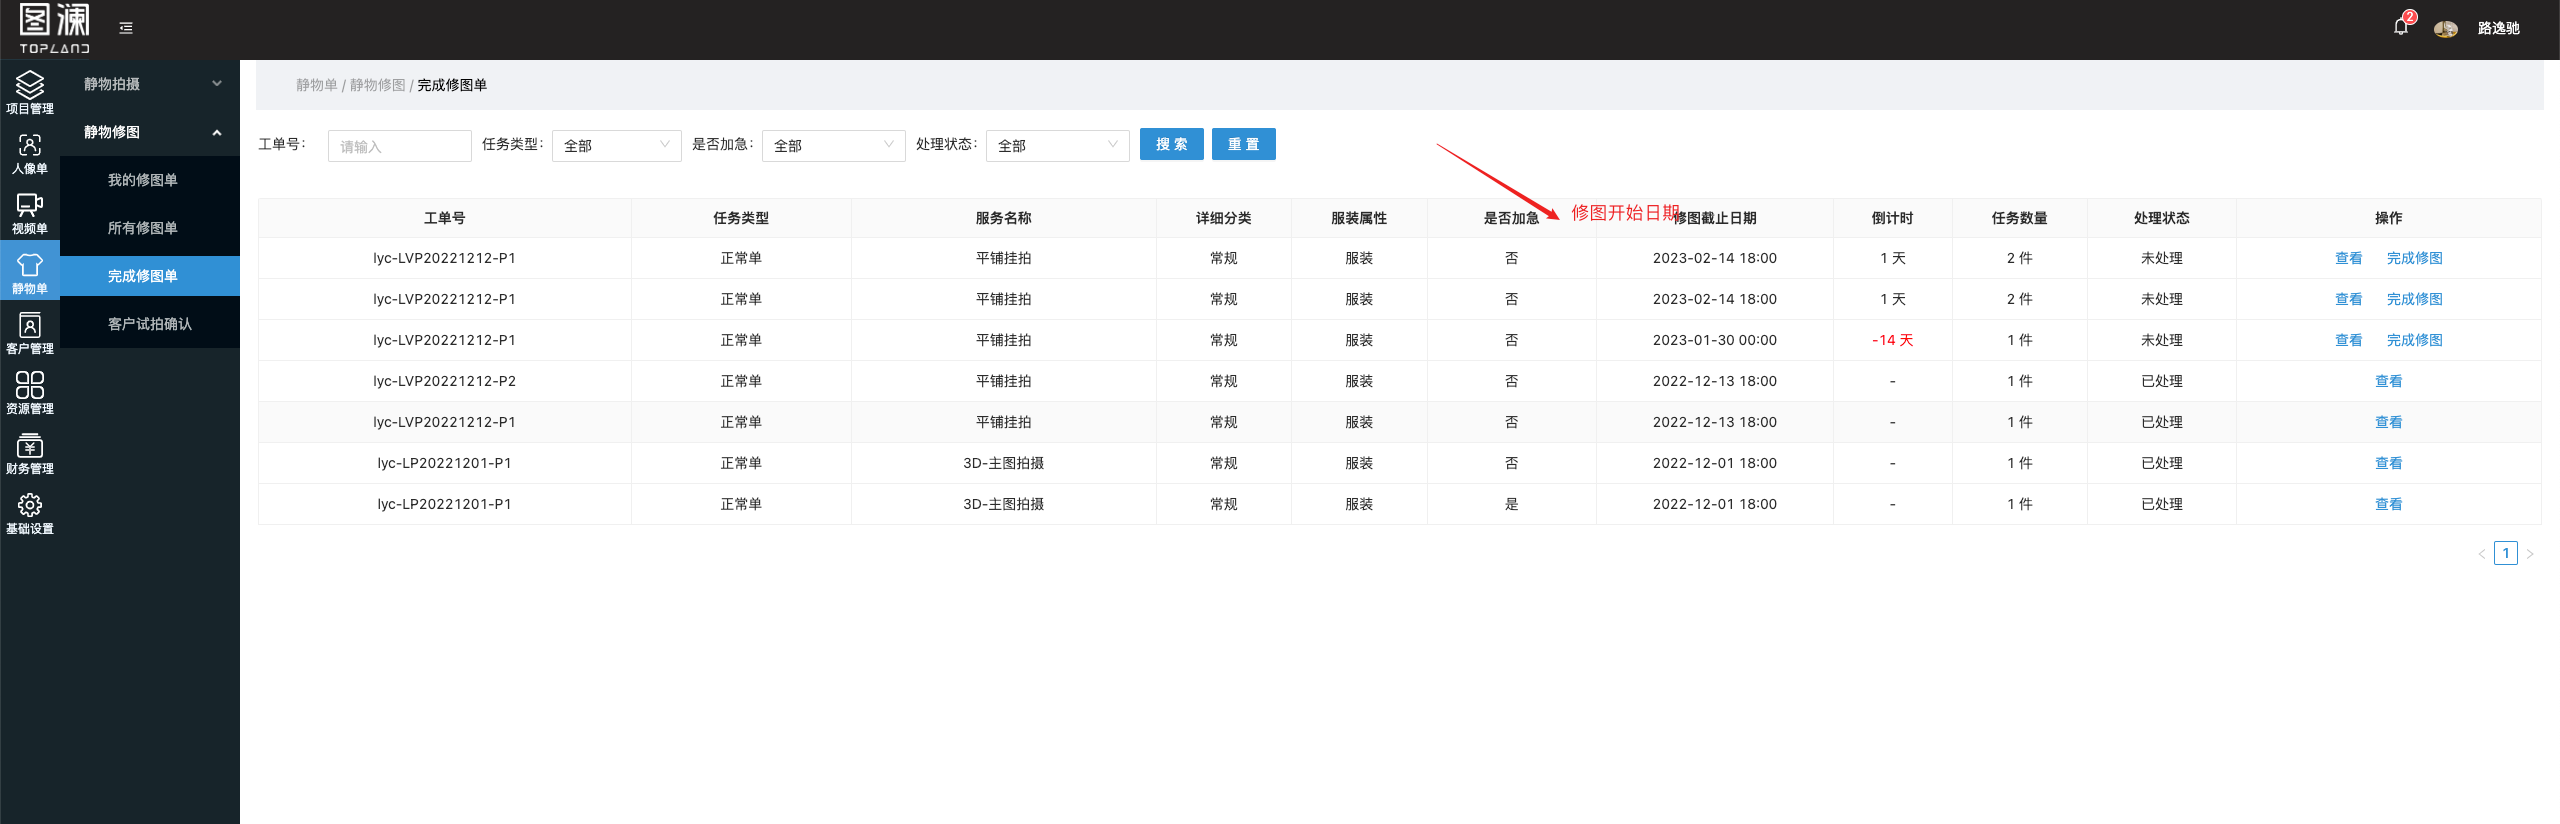 图澜
TOPLAND
2
路逸驰
项目管理
人像单
视频单
静物单
客户管理
资源管理
财务管理
基础设置
静物拍摄
静物修图
我的修图单
所有修图单
完成修图单
客户试拍确认
静物单 / 静物修图 / 完成修图单
工单号： 请输入 任务类型： 全部 是否加急： 全部 处理状态： 全部 搜 索 重 置
修图开始日期
工单号 任务类型 服务名称 详细分类 服装属性 是否加急 修图截止日期 倒计时 任务数量 处理状态 操作
lyc-LVP20221212-P1 正常单 平铺挂拍 常规 服装 否 2023-02-14 18:00 1 天 2 件 未处理 查看 完成修图
lyc-LVP20221212-P1 正常单 平铺挂拍 常规 服装 否 2023-02-14 18:00 1 天 2 件 未处理 查看 完成修图
lyc-LVP20221212-P1 正常单 平铺挂拍 常规 服装 否 2023-01-30 00:00 -14 天 1 件 未处理 查看 完成修图
lyc-LVP20221212-P2 正常单 平铺挂拍 常规 服装 否 2022-12-13 18:00 - 1 件 已处理 查看
lyc-LVP20221212-P1 正常单 平铺挂拍 常规 服装 否 2022-12-13 18:00 - 1 件 已处理 查看
lyc-LP20221201-P1 正常单 3D-主图拍摄 常规 服装 否 2022-12-01 18:00 - 1 件 已处理 查看
lyc-LP20221201-P1 正常单 3D-主图拍摄 常规 服装 是 2022-12-01 18:00 - 1 件 已处理 查看
1